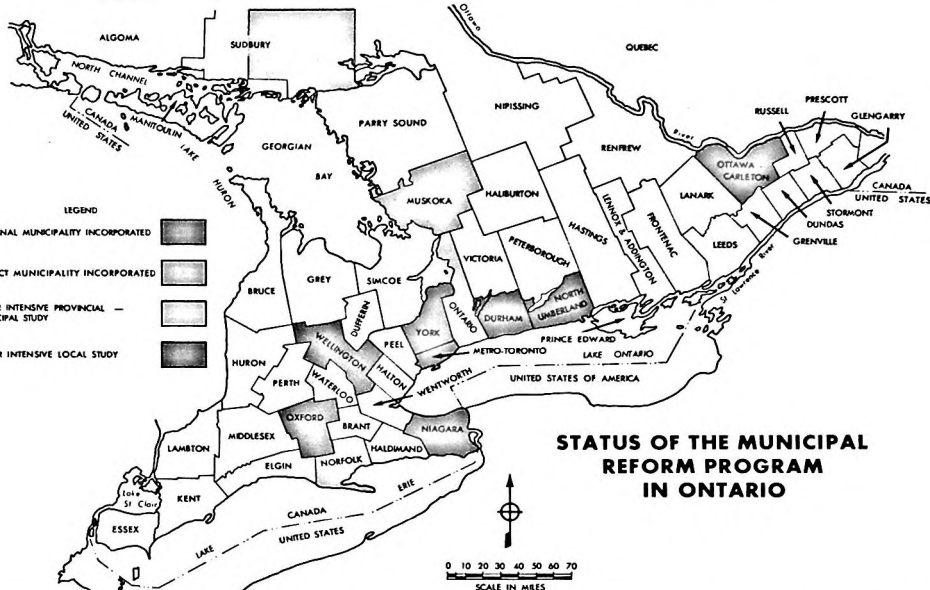 ALGOMA
SUDBURY
NORTH CHANNEL
CANADA
UNITED STATES
MANITOULIN
LAKE
HURON
GEORGIAN
BAY
PARRY SOUND
NIPISSING
Ottawa
River
QUEBEC
RENFREW
RUSSELL
PRESCOTT
GLENGARRY
OTTAWA
CARLETON
LANARK
CANADA
UNITED STATES
STORMONT
DUNDAS
GRENVILLE
LEEDS
St Lawrence River
MUSKOKA
HALIBURTON
HASTINGS
LENNOX & ADDINGTON
FRONTENAC
LEGEND
NAL MUNICIPALITY INCORPORATED
CT MUNICIPALITY INCORPORATED
INTENSIVE PROVINCIAL —
CIPAL STUDY
INTENSIVE LOCAL STUDY
BRUCE
GREY
SIMCOE
VICTORIA
PETERBOROUGH
DUFFERIN
YORK
ONTARIO
DURHAM
NORTH
UMBERLAND
PRINCE EDWARD
PEEL
METRO-TORONTO
LAKE ONTARIO
WELLINGTON
HALTON
HURON
PERTH
WATERLOO
WENTWORTH
UNITED STATES OF AMERICA
OXFORD
BRANT
NIAGARA
LAMBTON
MIDDLESEX
HALDIMAND
ELGIN
NORFOLK
Lake
St Clair
KENT
ESSEX
LAKE
ERIE
CANADA
UNITED STATES
STATUS OF THE MUNICIPAL
REFORM PROGRAM
IN ONTARIO
0 10 20 30 40 50 60 70
SCALE IN MILES